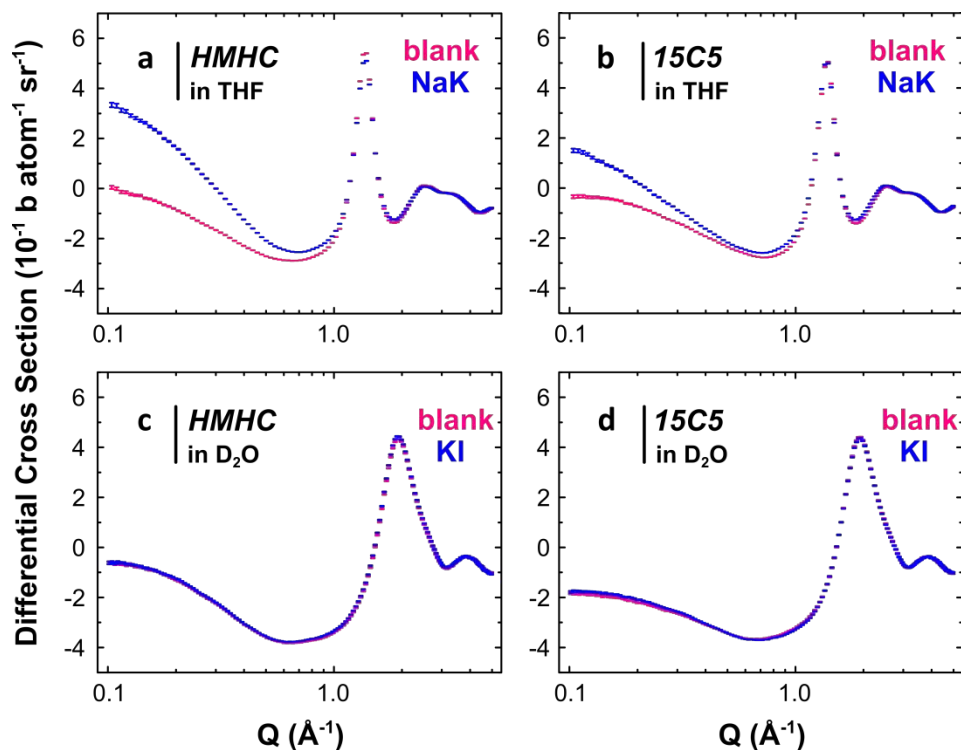 Differential Cross Section (10⁻¹ b atom⁻¹ sr⁻¹)
a HMHC in THF
blank
NaK
6
4
2
0
-2
-4
0.1 1.0
b 15C5 in THF
blank
NaK
6
4
2
0
-2
-4
0.1 1.0
c HMHC in D₂O
blank
KI
6
4
2
0
-2
-4
0.1 1.0
d 15C5 in D₂O
blank
KI
6
4
2
0
-2
-4
0.1 1.0
Q (Å⁻¹) Q (Å⁻¹)